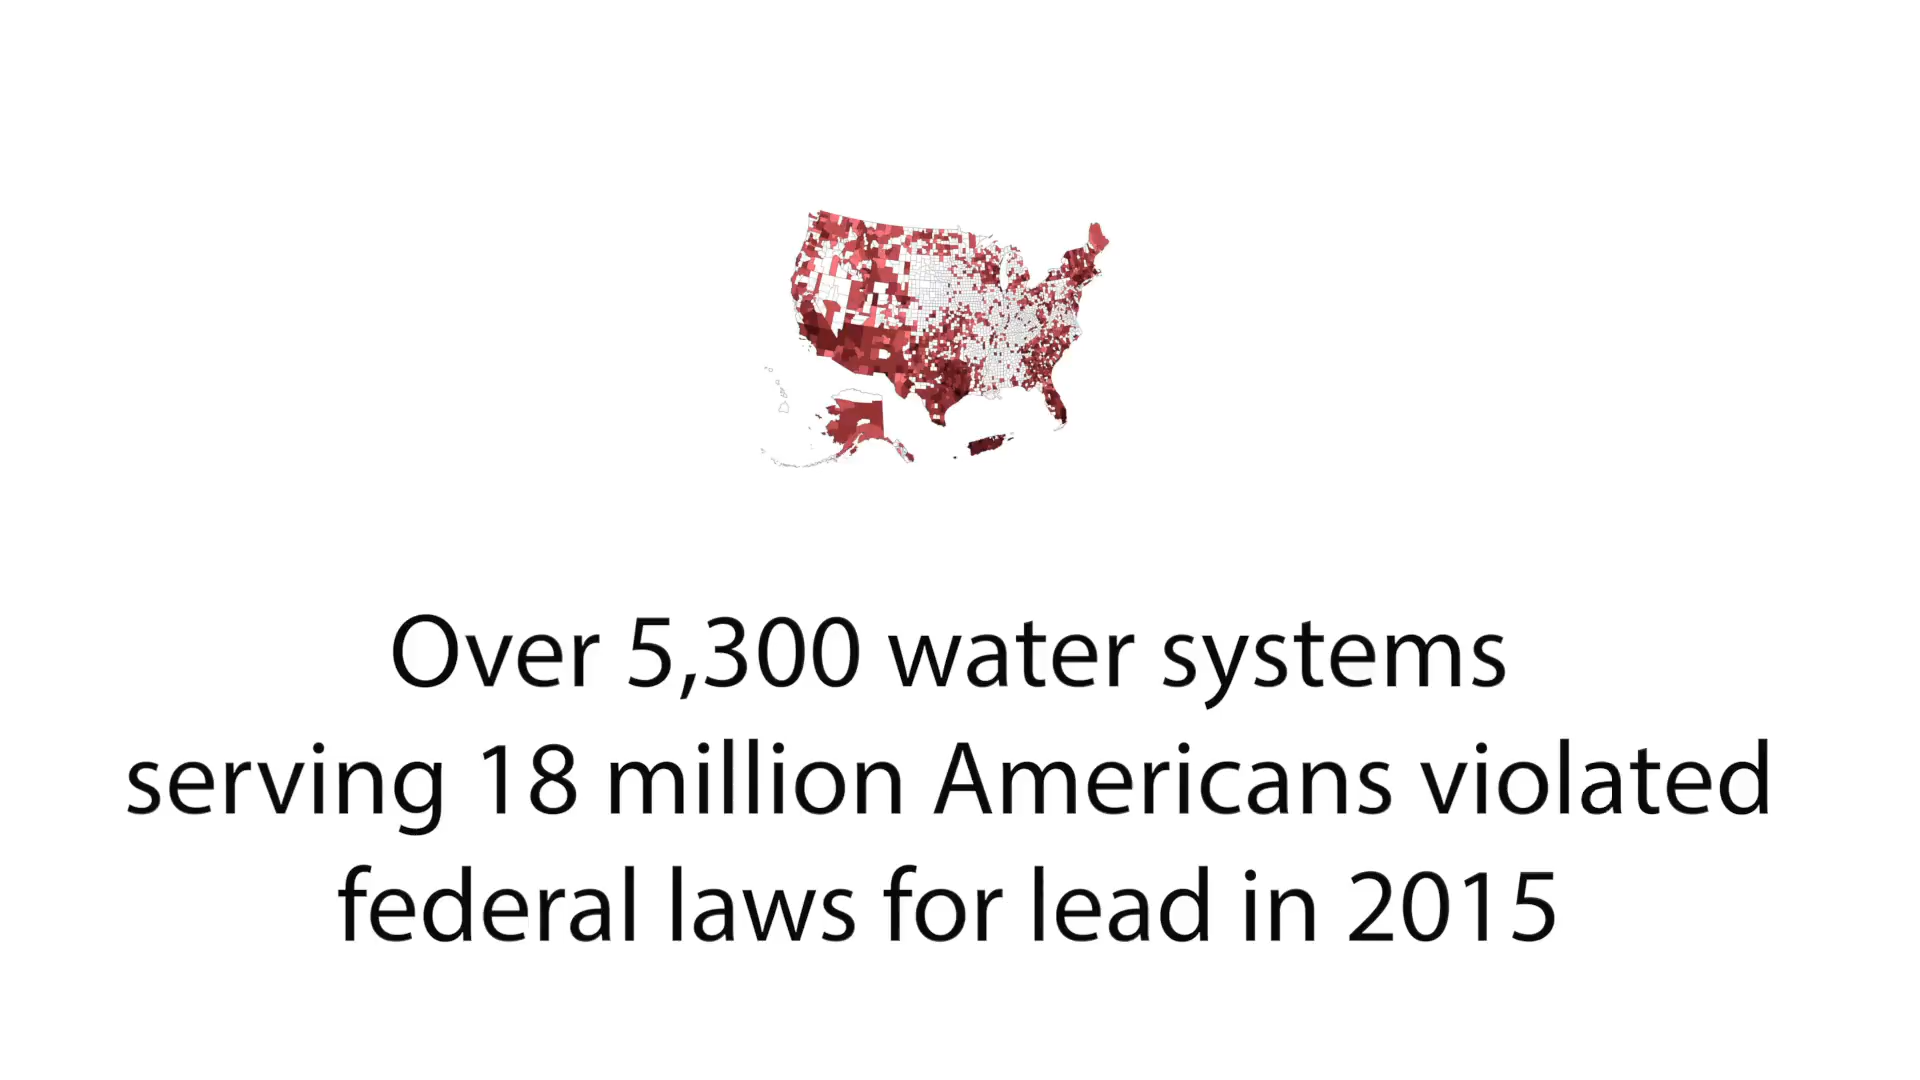 Over 5,300 water systems
serving 18 million Americans violated
federal laws for lead in 2015